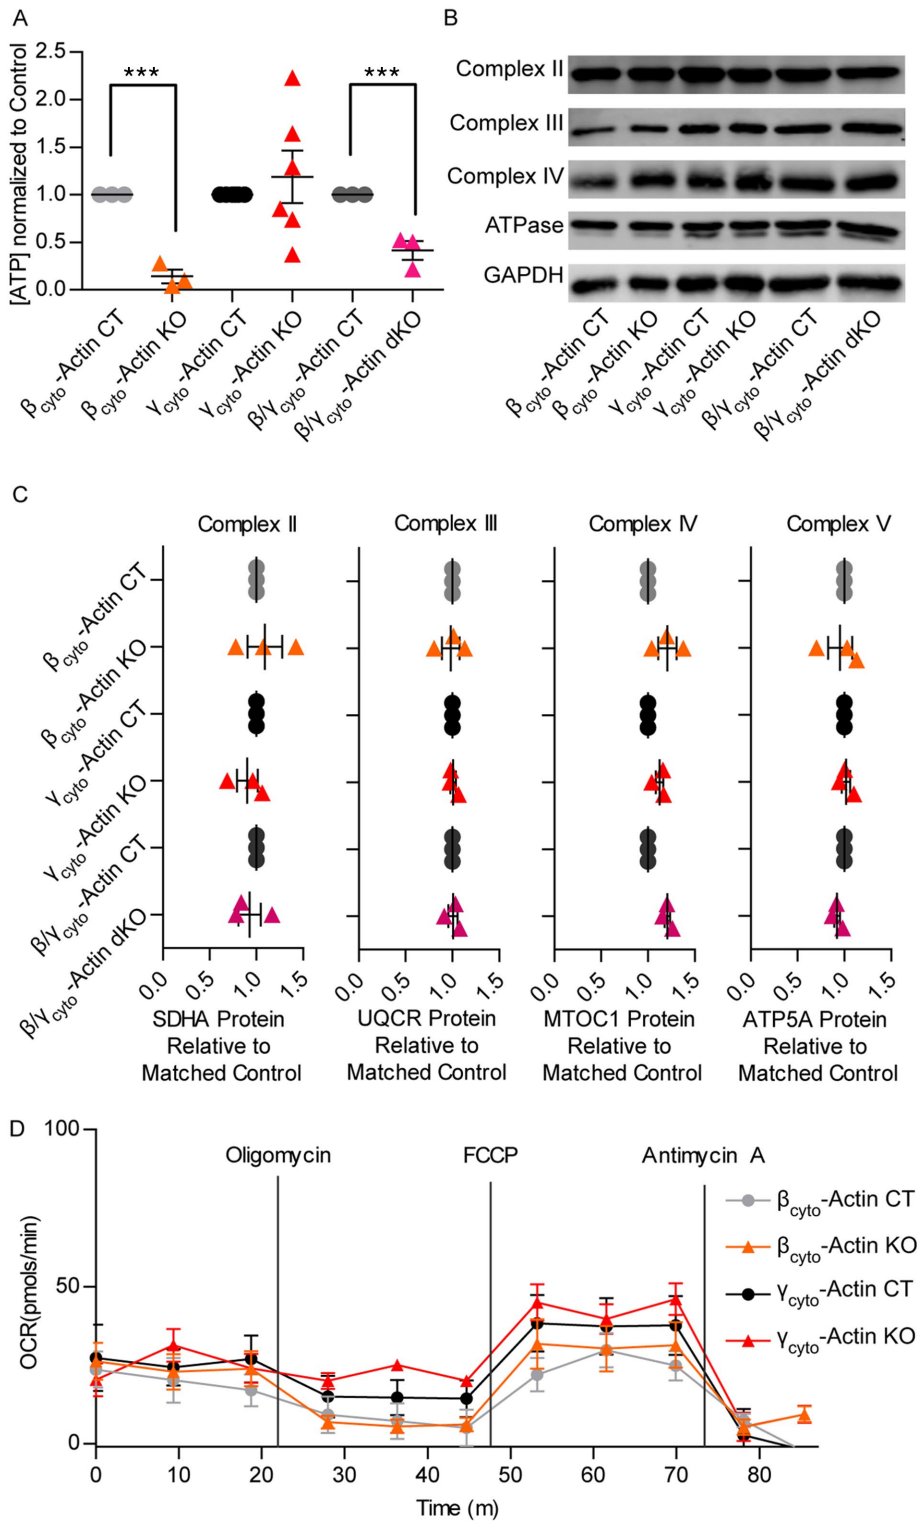 A
[ATP] normalized to Control
2.5
2.0
1.5
1.0
0.5
0.0
***
***
βcyto-Actin CT
βcyto-Actin KO
γcyto-Actin CT
γcyto-Actin KO
β/γcyto-Actin CT
β/γcyto-Actin dKO
B
Complex II
Complex III
Complex IV
ATPase
GAPDH
βcyto-Actin CT
βcyto-Actin KO
γcyto-Actin CT
γcyto-Actin KO
β/γcyto-Actin CT
β/γcyto-Actin dKO
C
Complex II
Complex III
Complex IV
Complex V
βcyto-Actin CT
βcyto-Actin KO
γcyto-Actin CT
γcyto-Actin KO
β/γcyto-Actin CT
β/γcyto-Actin dKO
0.0 0.5 1.0 1.5
0.0 0.5 1.0 1.5
0.0 0.5 1.0 1.5
0.0 0.5 1.0 1.5
SDHA Protein
Relative to
Matched Control
UQCR Protein
Relative to
Matched Control
MTOC1 Protein
Relative to
Matched Control
ATP5A Protein
Relative to
Matched Control
D
OCR(pmols/min)
100
50
0
Oligomycin
FCCP
Antimycin A
βcyto-Actin CT
βcyto-Actin KO
γcyto-Actin CT
γcyto-Actin KO
0 10 20 30 40 50 60 70 80
Time (m)